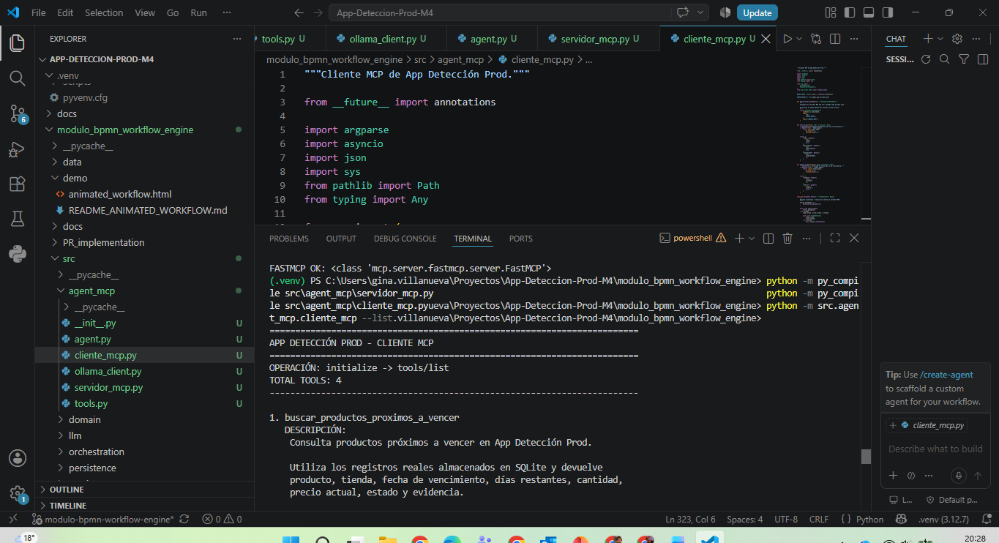 File Edit Selection View Go Run ···
App-Deteccion-Prod-M4
Update
EXPLORER
APP-DETECCION-PROD-M4
.venv
pyvenv.cfg
docs
modulo_bpmn_workflow_engine
__pycache__
data
demo
animated_workflow.html
README_ANIMATED_WORKFLOW.md
docs
PR_implementation
src
__pycache__
agent_mcp
__pycache__
__init__.py U
agent.py U
cliente_mcp.py U
ollama_client.py U
servidor_mcp.py U
tools.py U
domain
llm
orchestration
persistence
OUTLINE
TIMELINE
6
1
tools.py U
ollama_client.py U
agent.py U
servidor_mcp.py U
cliente_mcp.py U
modulo_bpmn_workflow_engine > src > agent_mcp > cliente_mcp.py > ...
1 """Cliente MCP de App Detección Prod."""
2
3 from __future__ import annotations
4
5 import argparse
6 import asyncio
7 import json
8 import sys
9 from pathlib import Path
10 from typing import Any
11
PROBLEMS OUTPUT DEBUG CONSOLE TERMINAL PORTS
powershell
FASTMCP OK: <class 'mcp.server.fastmcp.server.FastMCP'>
(.venv) PS C:\Users\gina.villanueva\Proyectos\App-Deteccion-Prod-M4\modulo_bpmn_workflow_engine> python -m py_compi
le src\agent_mcp\servidor_mcp.py python -m py_compi
le src\agent_mcp\cliente_mcp.pyueva\Proyectos\App-Deteccion-Prod-M4\modulo_bpmn_workflow_engine> python -m src.agen
t_mcp.cliente_mcp --list.villanueva\Proyectos\App-Deteccion-Prod-M4\modulo_bpmn_workflow_engine>
========================================================================
APP DETECCIÓN PROD - CLIENTE MCP
========================================================================
OPERACIÓN: initialize -> tools/list
TOTAL TOOLS: 4
------------------------------------------------------------------------
1. buscar_productos_proximos_a_vencer
DESCRIPCIÓN:
Consulta productos próximos a vencer en App Detección Prod.
Utiliza los registros reales almacenados en SQLite y devuelve
producto, tienda, fecha de vencimiento, días restantes, cantidad,
precio actual, estado y evidencia.
CHAT
SESSI...
Tip: Use /create-agent
to scaffold a custom
agent for your workflow.
cliente_mcp.py
Describe what to build
L...
Default p...
modulo-bpmn-workflow-engine*
0 0
Ln 323, Col 6 Spaces: 4 UTF-8 CRLF { } Python .venv (3.12.7)
18°
20:28